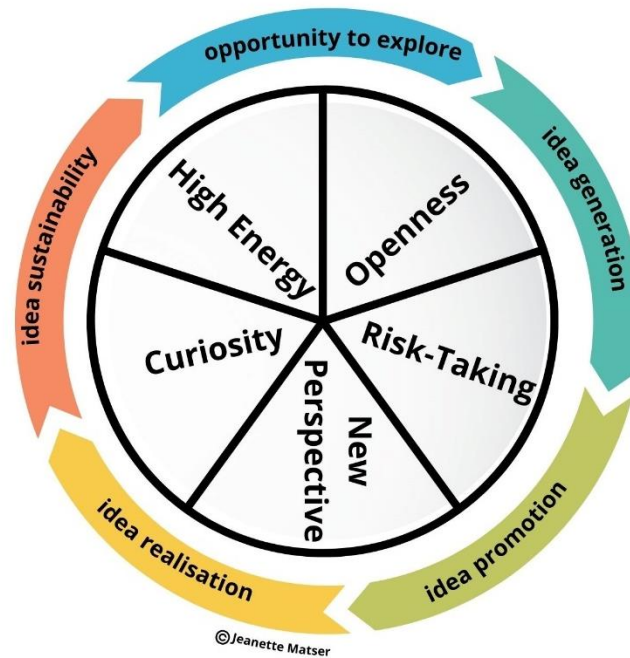 opportunity to explore
idea generation
idea promotion
idea realisation
idea sustainability
High Energy
Openness
Risk-Taking
New
Perspective
Curiosity
©Jeanette Matser